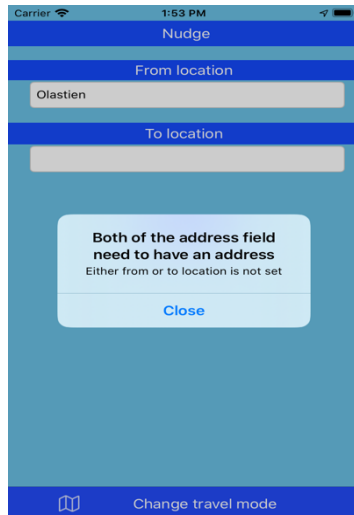 Carrier 1:53 PM
Nudge
From location
Olastien
To location
Both of the address field
need to have an address
Either from or to location is not set
Close
Change travel mode